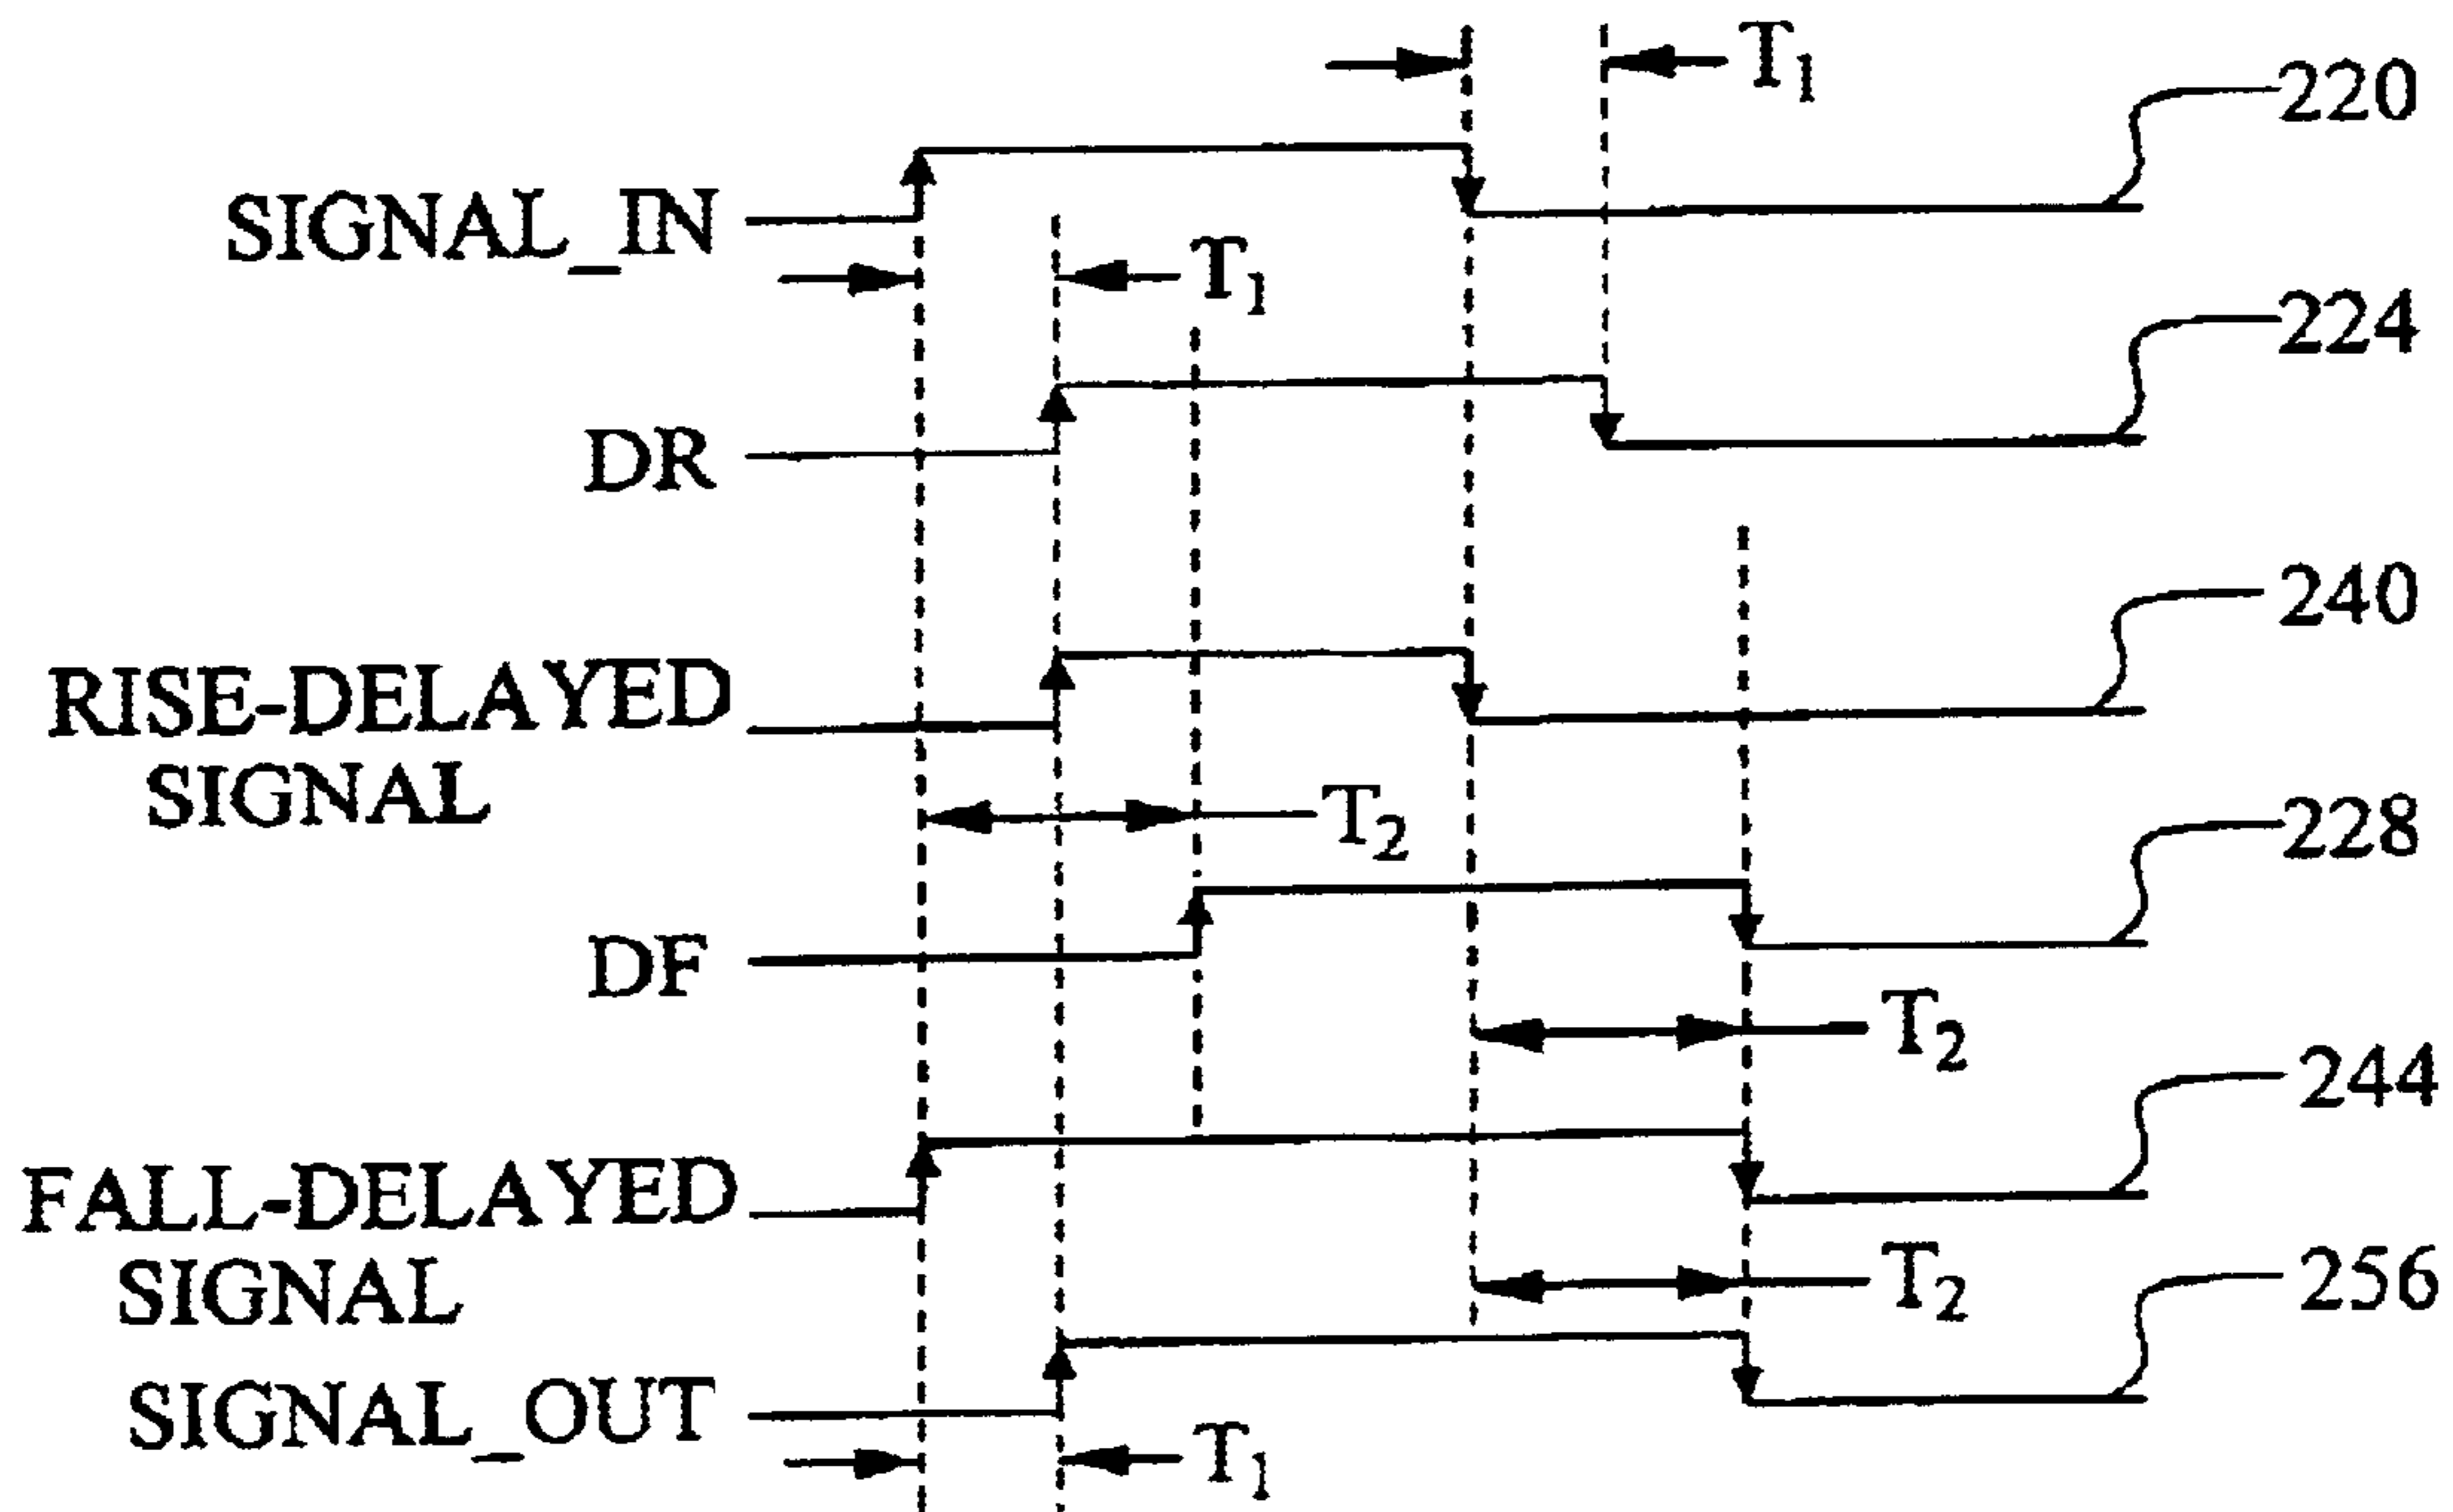 T1
220
SIGNAL_IN
T1
224
DR
240
RISE-DELAYED
SIGNAL
T2
228
DF
T2
244
FALL-DELAYED
SIGNAL
T2
256
SIGNAL_OUT
T1